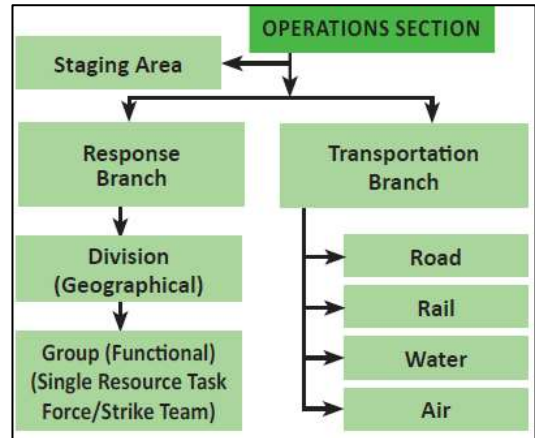 OPERATIONS SECTION
Staging Area
Response
Branch
Transportation
Branch
Division
(Geographical)
Group (Functional)
(Single Resource Task
Force/Strike Team)
Road
Rail
Water
Air